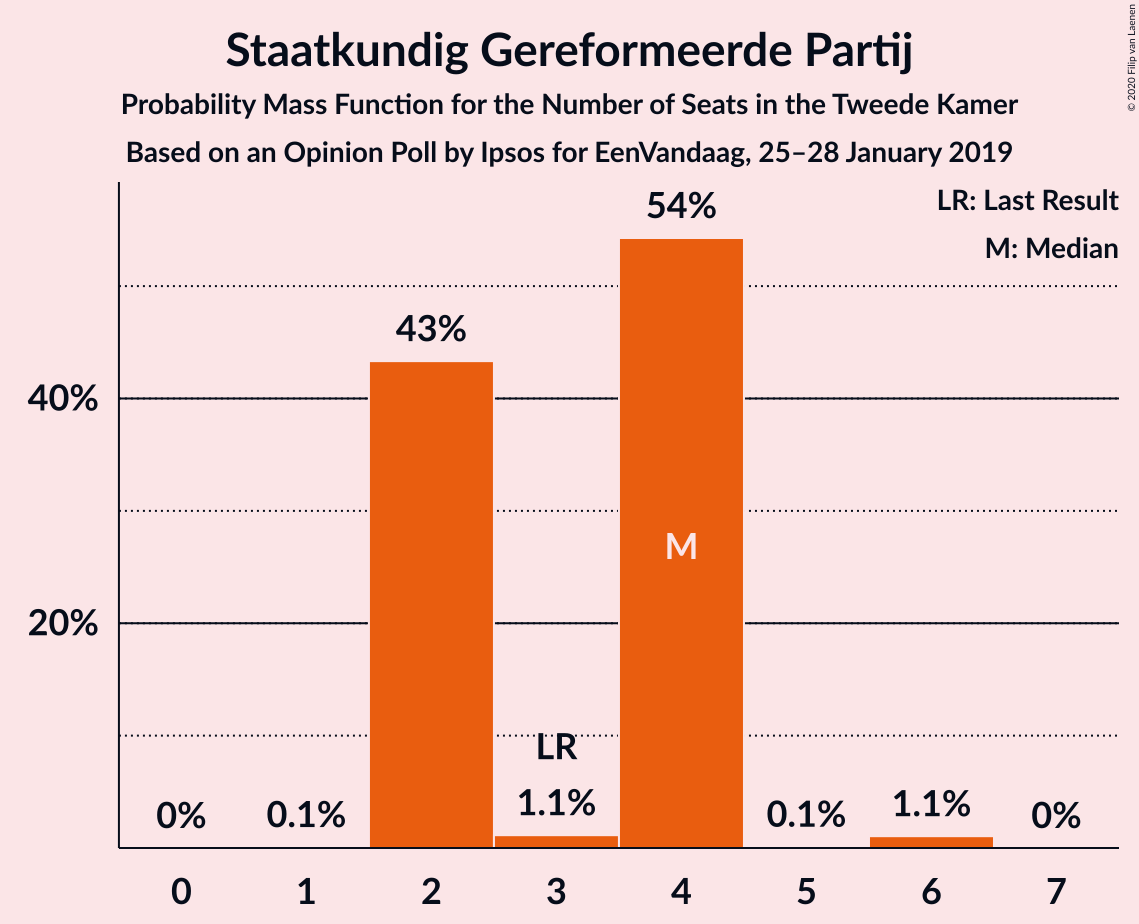 Staatkundig Gereformeerde Partij
Probability Mass Function for the Number of Seats in the Tweede Kamer
Based on an Opinion Poll by Ipsos for EenVandaag, 25–28 January 2019
© 2020 Filip van Laenen
LR: Last Result
M: Median
54%
43%
40%
M
20%
LR
0%
0.1%
1.1%
0.1%
1.1%
0%
0 1 2 3 4 5 6 7